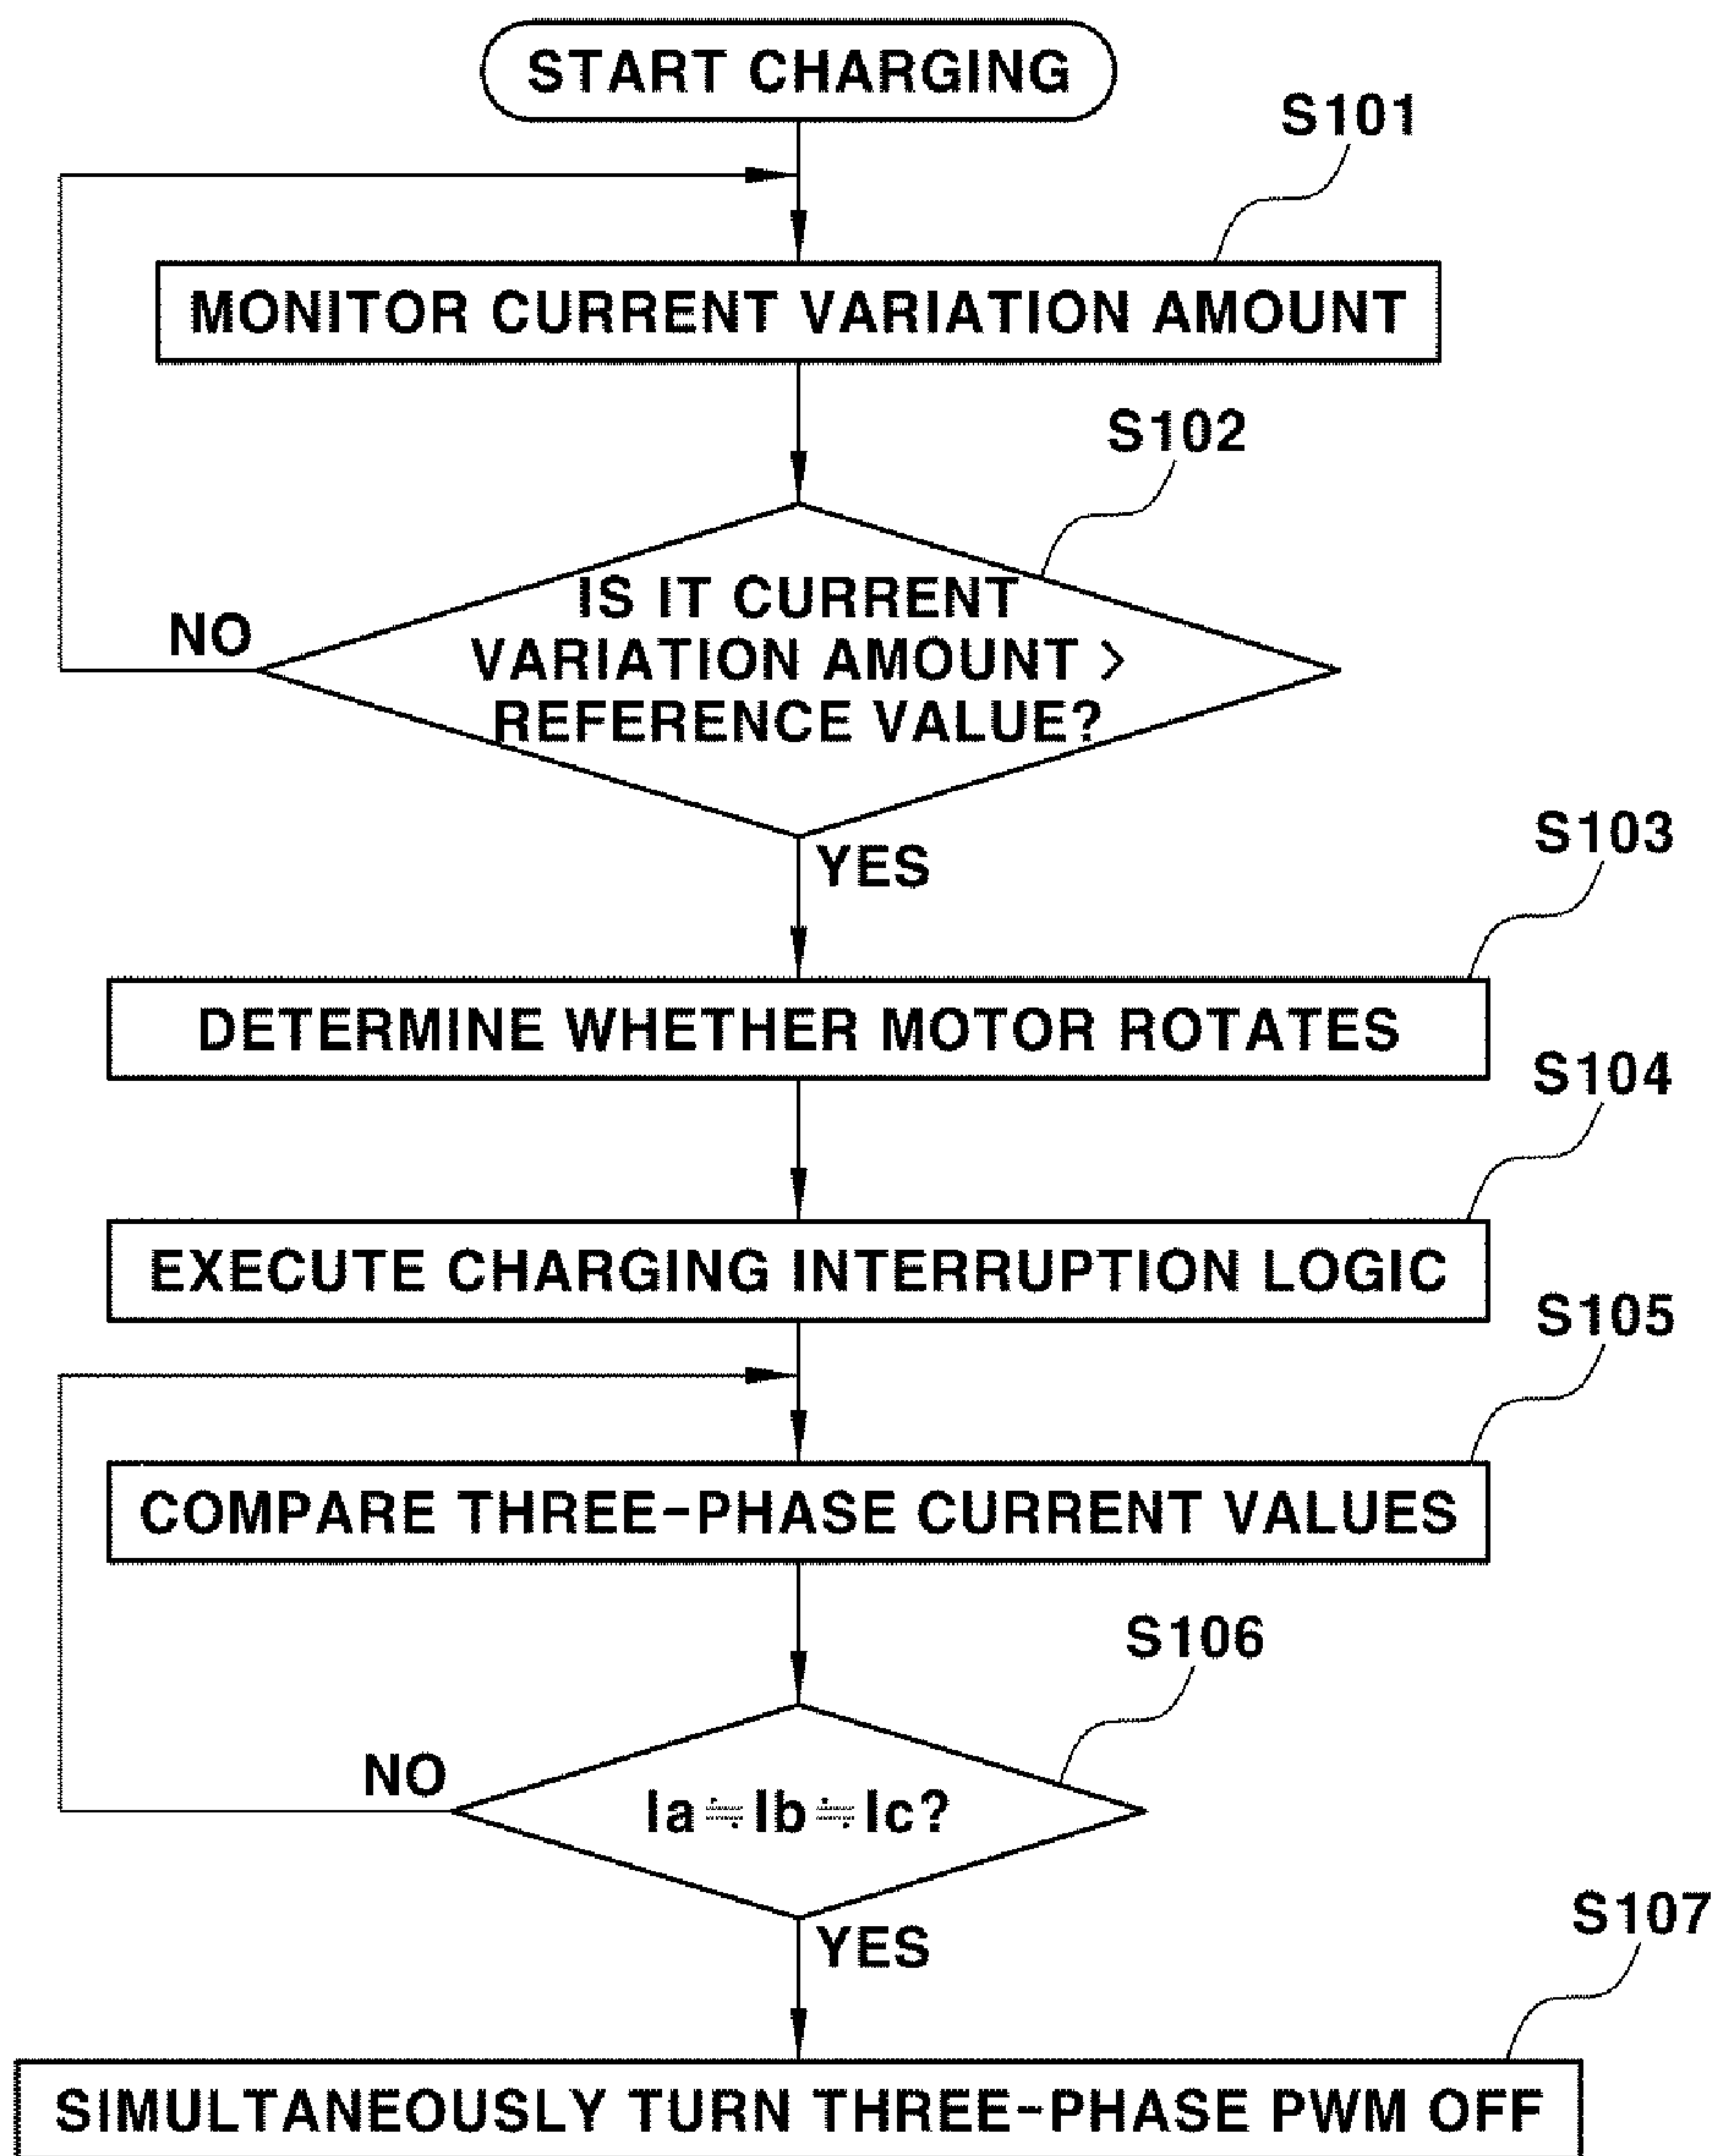 START CHARGING
S101
MONITOR CURRENT VARIATION AMOUNT
S102
IS IT CURRENT
VARIATION AMOUNT >
REFERENCE VALUE?
NO
YES
S103
DETERMINE WHETHER MOTOR ROTATES
S104
EXECUTE CHARGING INTERRUPTION LOGIC
S105
COMPARE THREE-PHASE CURRENT VALUES
S106
NO
Ia≒Ib≒Ic?
YES
S107
SIMULTANEOUSLY TURN THREE-PHASE PWM OFF